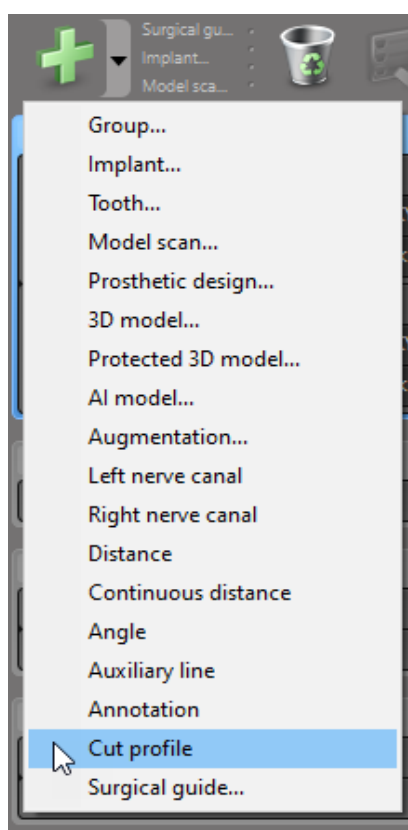 Surgical gu...
Implant...
Model sca...
Group...
Implant...
Tooth...
Model scan...
Prosthetic design...
3D model...
Protected 3D model...
AI model...
Augmentation...
Left nerve canal
Right nerve canal
Distance
Continuous distance
Angle
Auxiliary line
Annotation
Cut profile
Surgical guide...